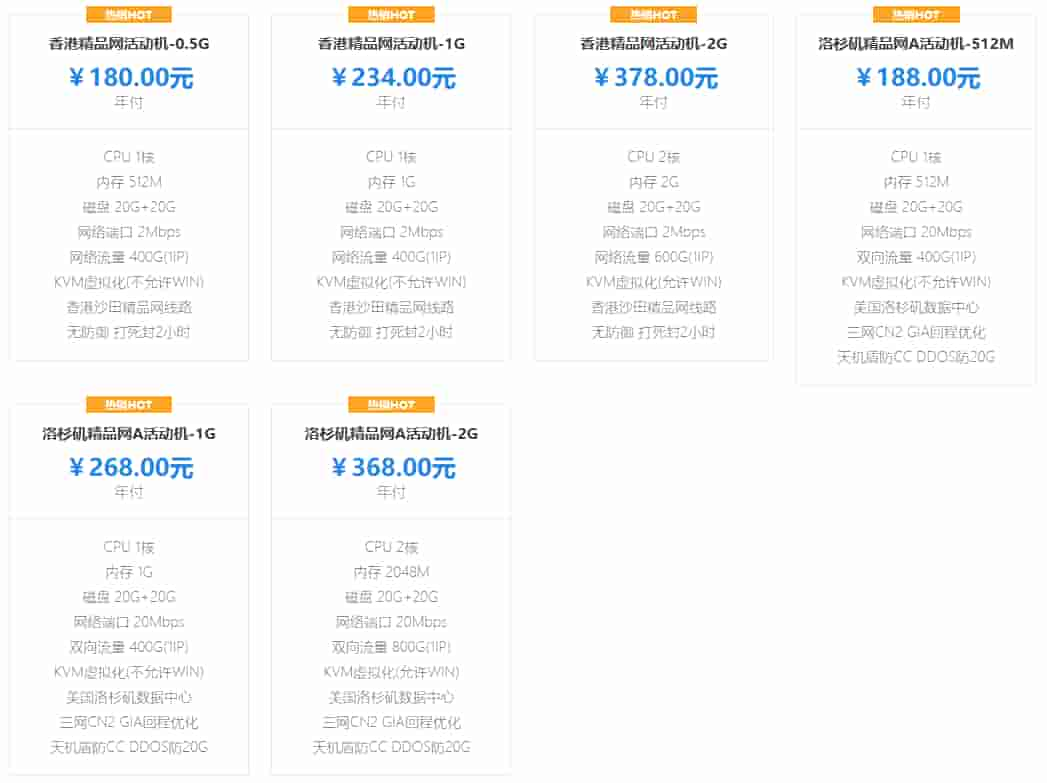 热销HOT
香港精品网活动机-0.5G
￥180.00元
年付
CPU 1核
内存 512M
磁盘 20G+20G
网络端口 2Mbps
网络流量 400G(1IP)
KVM虚拟化(不允许WIN)
香港沙田精品网线路
无防御 打死封2小时
热销HOT
香港精品网活动机-1G
￥234.00元
年付
CPU 1核
内存 1G
磁盘 20G+20G
网络端口 2Mbps
网络流量 400G(1IP)
KVM虚拟化(不允许WIN)
香港沙田精品网线路
无防御 打死封2小时
热销HOT
香港精品网活动机-2G
￥378.00元
年付
CPU 2核
内存 2G
磁盘 20G+20G
网络端口 2Mbps
网络流量 600G(1IP)
KVM虚拟化(允许WIN)
香港沙田精品网线路
无防御 打死封2小时
热销HOT
洛杉矶精品网A活动机-512M
￥188.00元
年付
CPU 1核
内存 512M
磁盘 20G+20G
网络端口 20Mbps
双向流量 400G(1IP)
KVM虚拟化(不允许WIN)
美国洛杉矶数据中心
三网CN2 GIA回程优化
天机盾防CC DDOS防20G
热销HOT
洛杉矶精品网A活动机-1G
￥268.00元
年付
CPU 1核
内存 1G
磁盘 20G+20G
网络端口 20Mbps
双向流量 400G(1IP)
KVM虚拟化(不允许WIN)
美国洛杉矶数据中心
三网CN2 GIA回程优化
天机盾防CC DDOS防20G
热销HOT
洛杉矶精品网A活动机-2G
￥368.00元
年付
CPU 2核
内存 2048M
磁盘 20G+20G
网络端口 20Mbps
双向流量 800G(1IP)
KVM虚拟化(允许WIN)
美国洛杉矶数据中心
三网CN2 GIA回程优化
天机盾防CC DDOS防20G